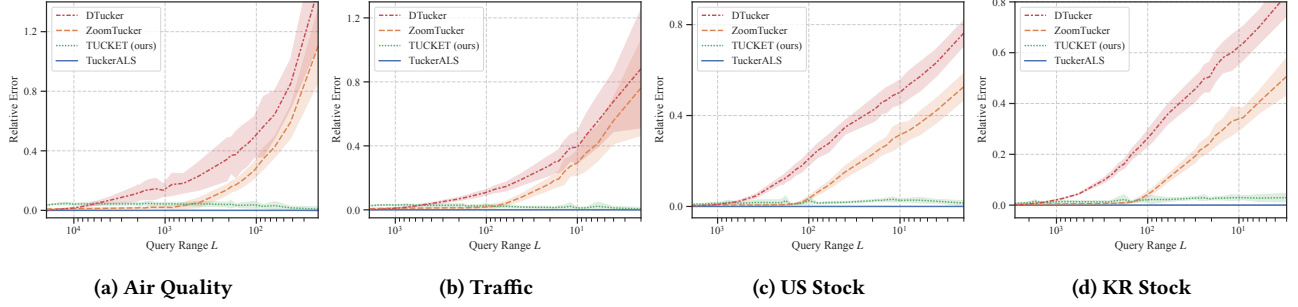 DTucker
ZoomTucker
TUCKET (ours)
TuckerALS
Relative Error
1.2
0.8
0.4
0.0
10⁴
10³
10²
Query Range L
(a) Air Quality
DTucker
ZoomTucker
TUCKET (ours)
TuckerALS
Relative Error
1.2
0.8
0.4
0.0
10³
10²
10¹
Query Range L
(b) Traffic
DTucker
ZoomTucker
TUCKET (ours)
TuckerALS
Relative Error
0.8
0.4
0.0
10³
10²
10¹
Query Range L
(c) US Stock
DTucker
ZoomTucker
TUCKET (ours)
TuckerALS
Relative Error
0.8
0.6
0.4
0.2
0.0
10³
10²
10¹
Query Range L
(d) KR Stock